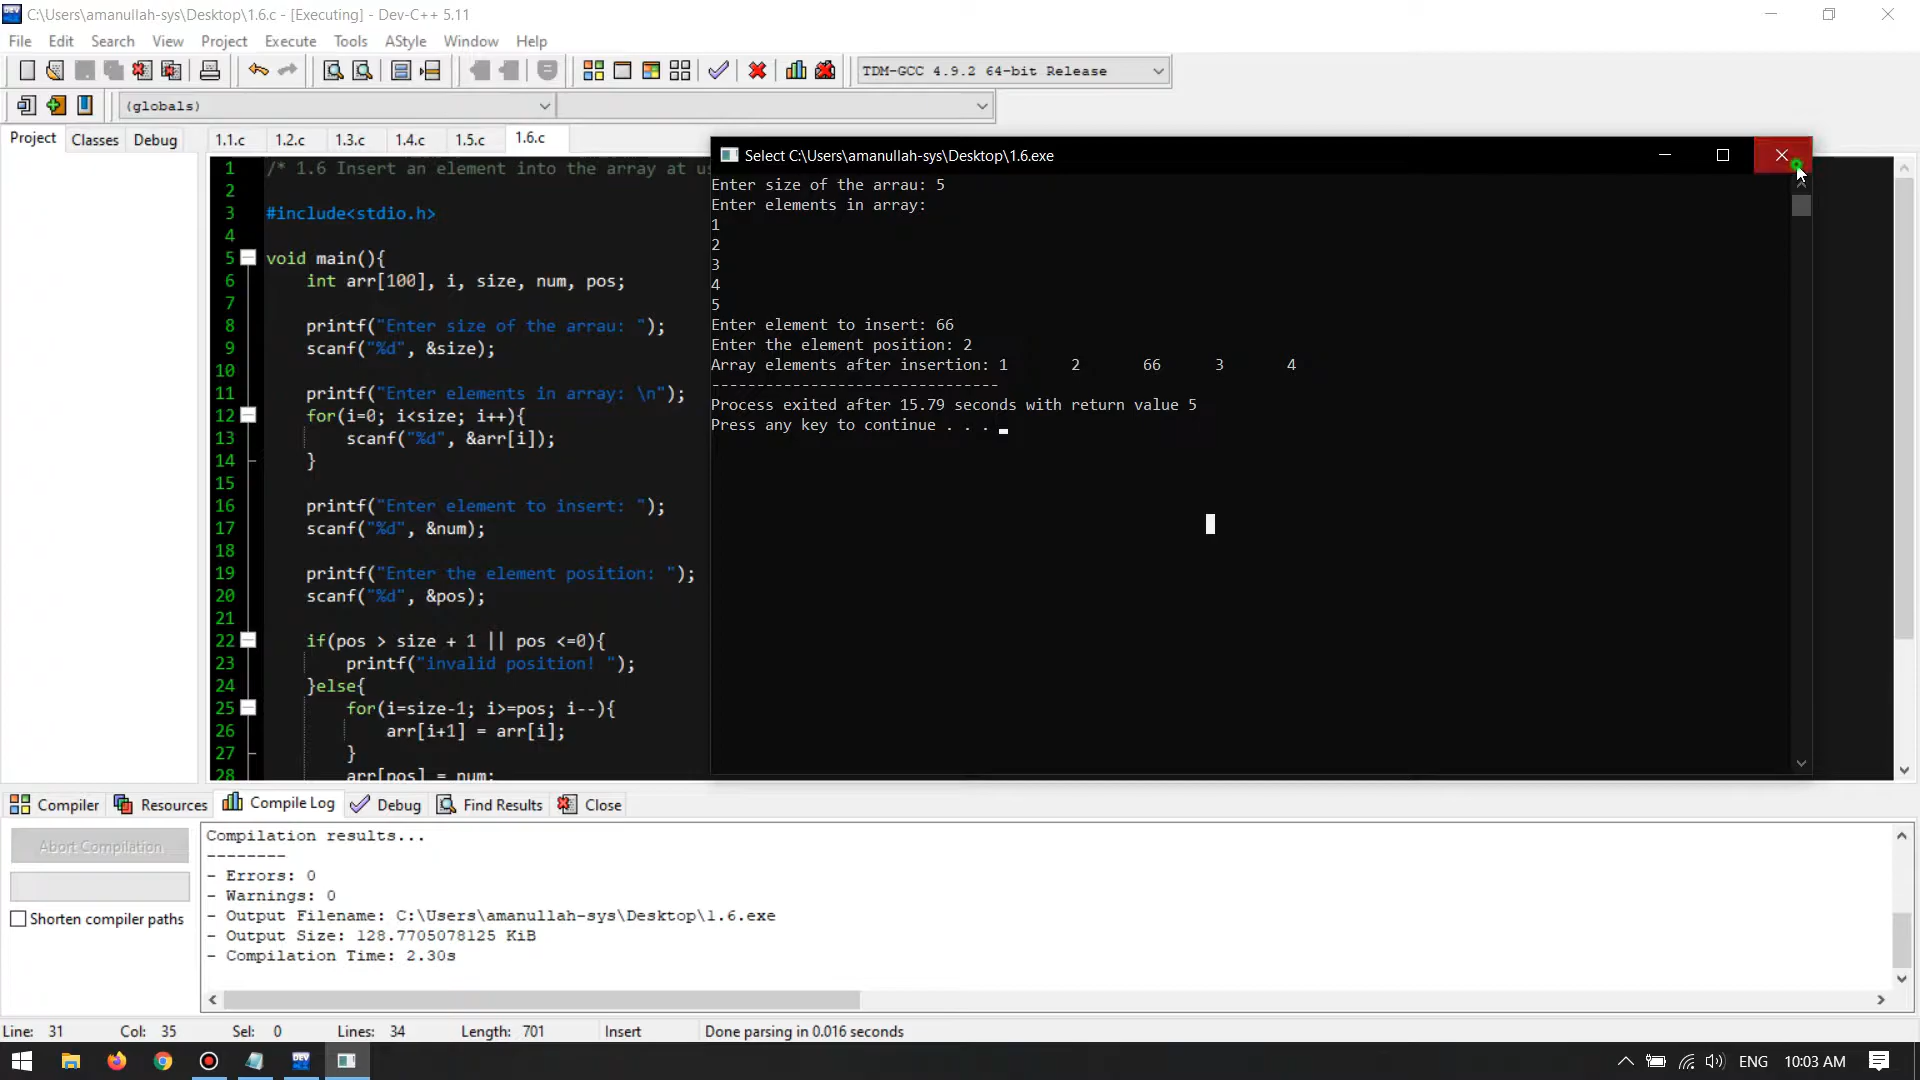 C:\Users\amanullah-sys\Desktop\1.6.c - [Executing] - Dev-C++ 5.11
File Edit Search View Project Execute Tools AStyle Window Help
TDM-GCC 4.9.2 64-bit Release
(globals)
Project Classes Debug 1.1.c 1.2.c 1.3.c 1.4.c 1.5.c 1.6.c
1 /* 1.6 Insert an element into the array at
2
3 #include<stdio.h>
4
5 void main(){
6 int arr[100], i, size, num, pos;
7
8 printf("Enter size of the arrau: ");
9 scanf("%d", &size);
10
11 printf("Enter elements in array: \n");
12 for(i=0; i<size; i++){
13 scanf("%d", &arr[i]);
14 }
15
16 printf("Enter element to insert: ");
17 scanf("%d", &num);
18
19 printf("Enter the element position: ");
20 scanf("%d", &pos);
21
22 if(pos > size + 1 || pos <=0){
23 printf("invalid position! ");
24 }else{
25 for(i=size-1; i>=pos; i--){
26 arr[i+1] = arr[i];
27 }
28 arr[pos] = num;
Select C:\Users\amanullah-sys\Desktop\1.6.exe
Enter size of the arrau: 5
Enter elements in array:
1
2
3
4
5
Enter element to insert: 66
Enter the element position: 2
Array elements after insertion: 1 2 66 3 4
--------------------------------
Process exited after 15.79 seconds with return value 5
Press any key to continue . . .
Compiler Resources Compile Log Debug Find Results Close
Abort Compilation
Shorten compiler paths
Compilation results...
--------
- Errors: 0
- Warnings: 0
- Output Filename: C:\Users\amanullah-sys\Desktop\1.6.exe
- Output Size: 128.7705078125 KiB
- Compilation Time: 2.30s
Line: 31 Col: 35 Sel: 0 Lines: 34 Length: 701 Insert Done parsing in 0.016 seconds
DEV
ENG 10:03 AM